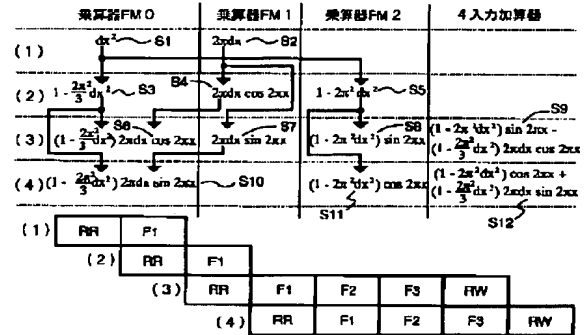 乗算器FM 0 乗算器FM 1 乗算器FM 2 4入力加算器
(1) dx² S1 2πdx S2
(2) 1 - 2π²/3 dx² S3 S4 2πdx cos 2πx 1 - 2π²dx² S5
S9
(3) (1 - 2π²/3 dx²) 2πdx cos 2πx S6 2πdx sin 2πx S7 (1 - 2π²dx²) sin 2πx S8 (1 - 2π²dx²) sin 2πx -
(1 - 2π²/3 dx²) 2πdx cos 2πx
(4) (1 - 2π²/3 dx²) 2πdx sin 2πx S10 (1 - 2π²dx²) cos 2πx S11 (1 - 2π²dx²) cos 2πx +
(1 - 2π²/3 dx²) 2πdx sin 2πx
S12
(1) RR F1
(2) RR F1
(3) RR F1 F2 F3 RW
(4) RR F1 F2 F3 RW